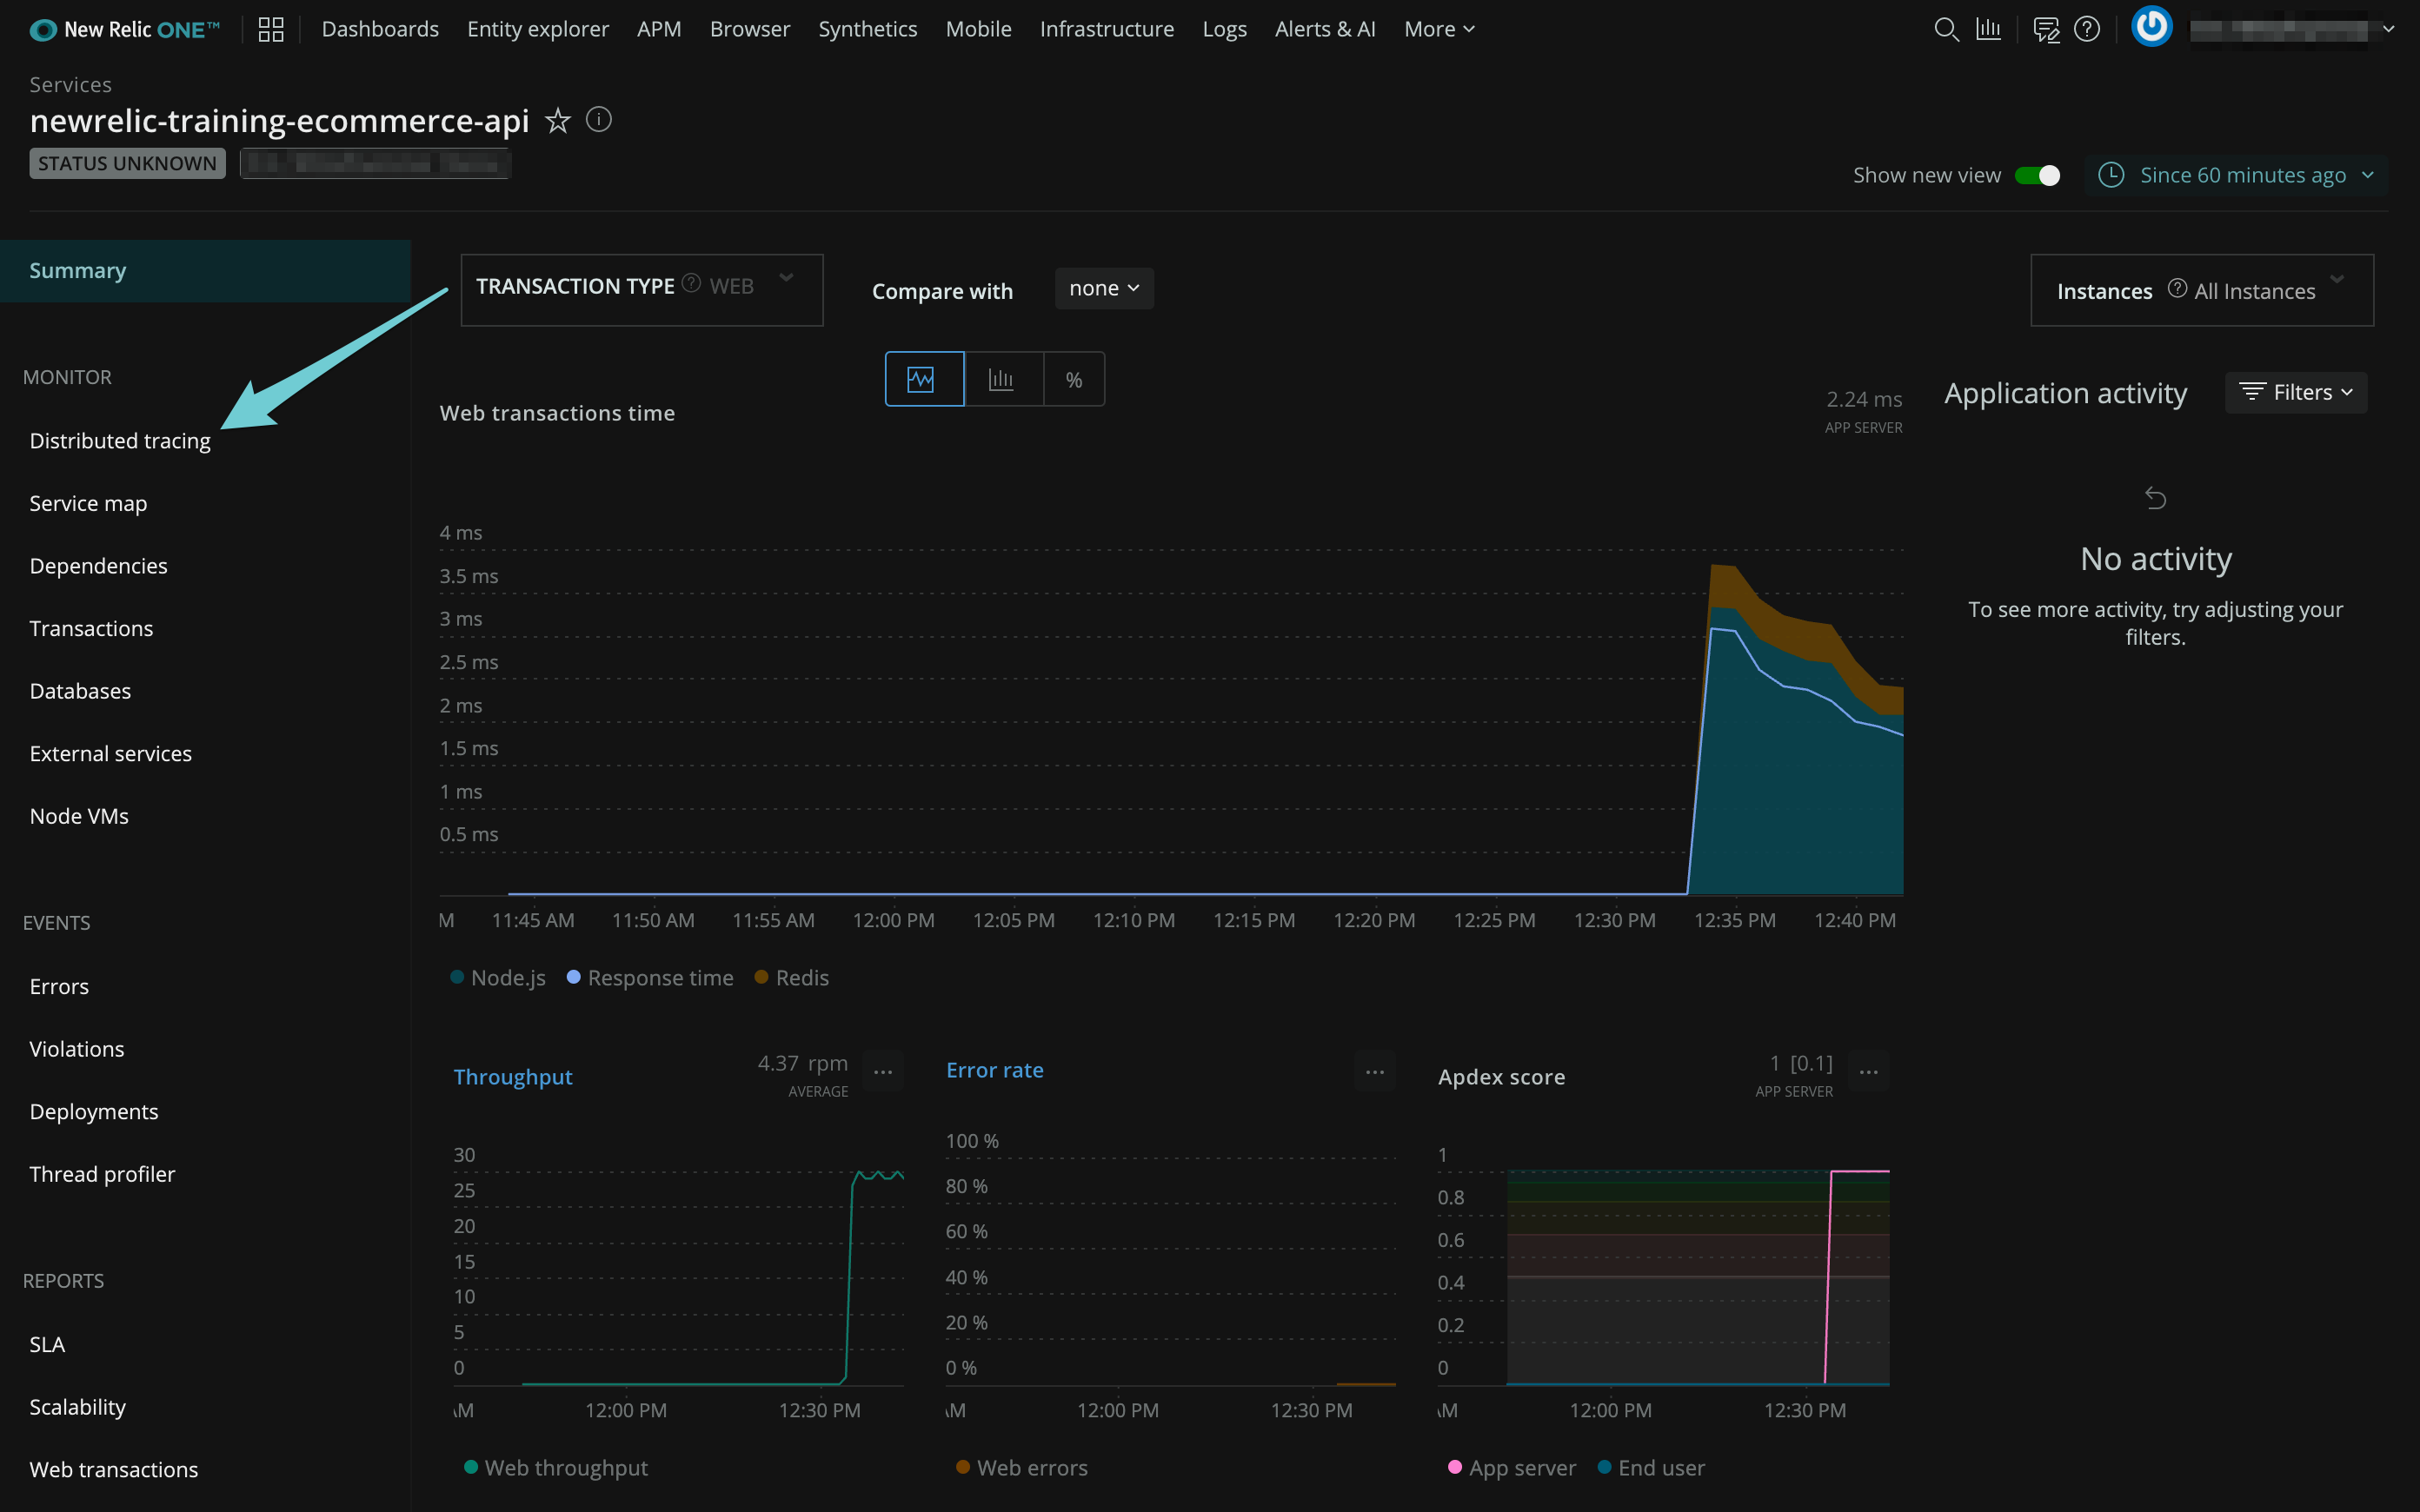 New Relic ONE™ Dashboards Entity explorer APM Browser Synthetics Mobile Infrastructure Logs Alerts & AI More
Services
newrelic-training-ecommerce-api
STATUS UNKNOWN
Show new view Since 60 minutes ago
Summary
MONITOR
Distributed tracing
Service map
Dependencies
Transactions
Databases
External services
Node VMs
EVENTS
Errors
Violations
Deployments
Thread profiler
REPORTS
SLA
Scalability
Web transactions
TRANSACTION TYPE ? WEB
Compare with none
Instances ? All Instances
%
Web transactions time
2.24 ms
APP SERVER
4 ms
3.5 ms
3 ms
2.5 ms
2 ms
1.5 ms
1 ms
0.5 ms
M 11:45 AM 11:50 AM 11:55 AM 12:00 PM 12:05 PM 12:10 PM 12:15 PM 12:20 PM 12:25 PM 12:30 PM 12:35 PM 12:40 PM
Node.js Response time Redis
Application activity Filters
No activity
To see more activity, try adjusting your
filters.
Throughput
4.37 rpm
AVERAGE
...
30
25
20
15
10
5
0
AM 12:00 PM 12:30 PM
Web throughput
Error rate
...
100 %
80 %
60 %
40 %
20 %
0 %
AM 12:00 PM 12:30 PM
Web errors
Apdex score
1 [0.1]
APP SERVER
...
1
0.8
0.6
0.4
0.2
0
AM 12:00 PM 12:30 PM
App server End user